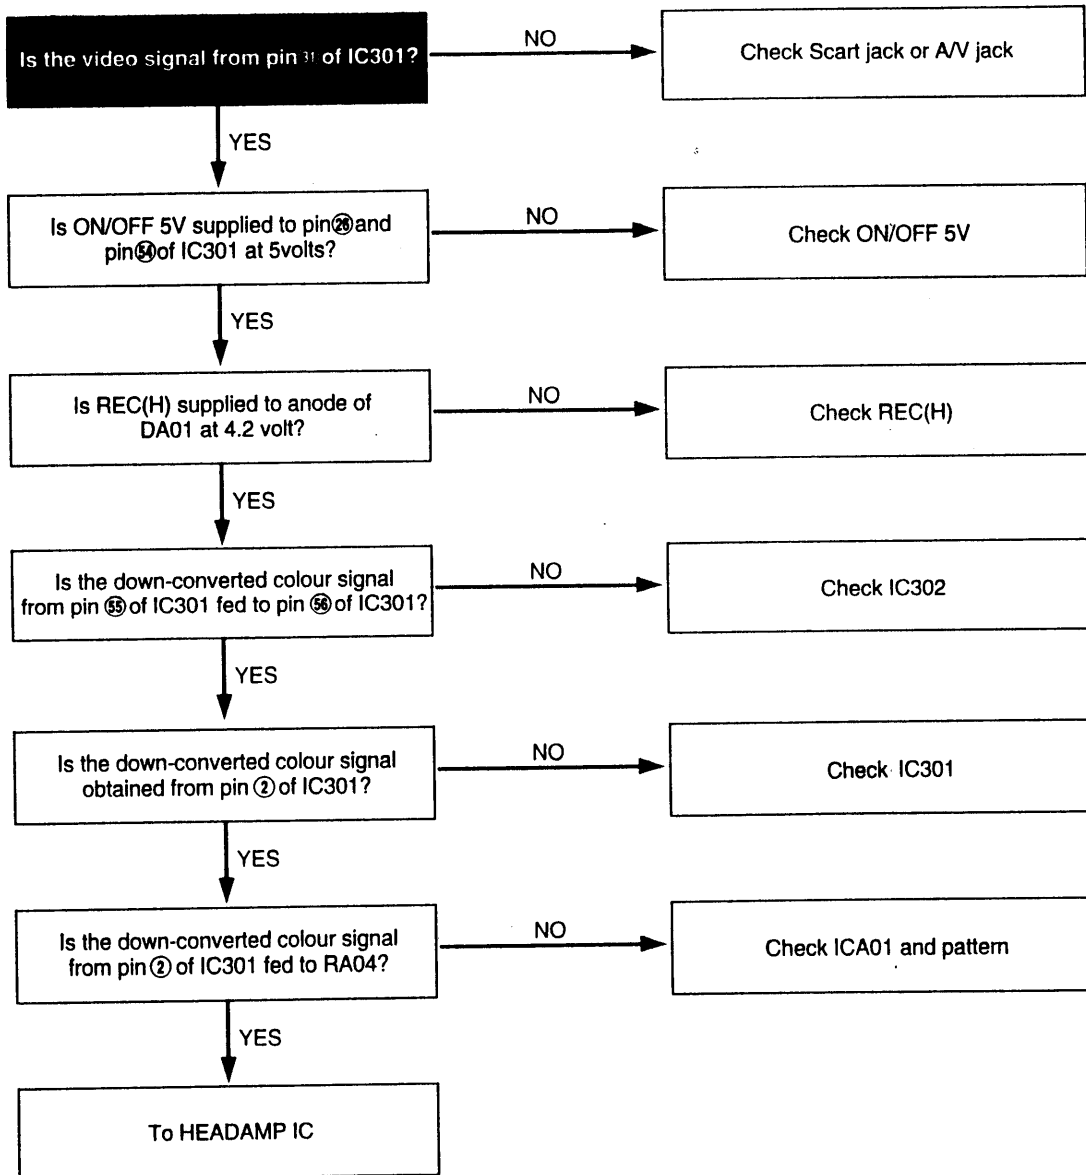 Is the video signal from pin 31 of IC301?
NO
Check Scart jack or A/V jack
YES
Is ON/OFF 5V supplied to pin㉖and
pin54of IC301 at 5volts?
NO
Check ON/OFF 5V
YES
Is REC(H) supplied to anode of
DA01 at 4.2 volt?
NO
Check REC(H)
YES
Is the down-converted colour signal
from pin 55 of IC301 fed to pin 56 of IC301?
NO
Check IC302
YES
Is the down-converted colour signal
obtained from pin ② of IC301?
NO
Check IC301
YES
Is the down-converted colour signal
from pin ② of IC301 fed to RA04?
NO
Check ICA01 and pattern
YES
To HEADAMP IC